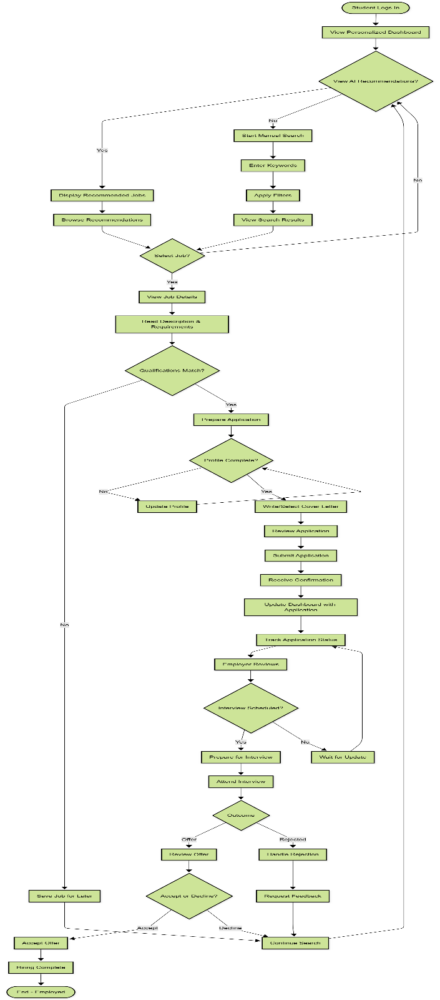 Student Logs In
View Personalized Dashboard
View AI Recommendations?
No
Start Manual Search
Yes
Enter Keywords
No
Display Recommended Jobs
Apply Filters
Browse Recommendations
View Search Results
Select Job?
Yes
View Job Details
Read Description &
Requirements
Qualifications Match?
Yes
Prepare Application
Profile Complete?
No
Yes
Update Profile
Write/Select Cover Letter
Review Application
Submit Application
Receive Confirmation
Update Dashboard with
Application
No
Track Application Status
Employer Reviews
Interview Scheduled?
Yes
No
Prepare for Interview
Wait for Update
Attend Interview
Outcome
Offer
Rejected
Review Offer
Handle Rejection
Save Job for Later
Accept or Decline?
Request Feedback
Accept
Decline
Accept Offer
Continue Search
Hiring Complete
End - Employed